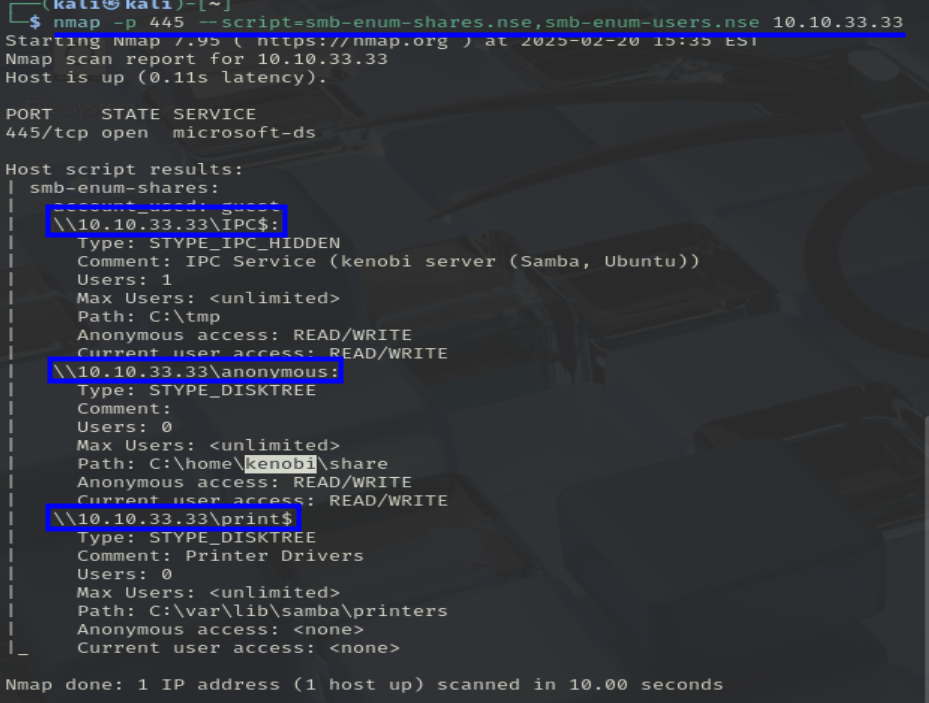 ┌──(kali㉿kali)-[~]
└─$ nmap -p 445 --script=smb-enum-shares.nse,smb-enum-users.nse 10.10.33.33
Starting Nmap 7.95 ( https://nmap.org ) at 2025-02-20 15:35 EST
Nmap scan report for 10.10.33.33
Host is up (0.11s latency).

PORT    STATE SERVICE
445/tcp open  microsoft-ds

Host script results:
| smb-enum-shares:
|   account_used: guest
|   \\10.10.33.33\IPC$:
|     Type: STYPE_IPC_HIDDEN
|     Comment: IPC Service (kenobi server (Samba, Ubuntu))
|     Users: 1
|     Max Users: <unlimited>
|     Path: C:\tmp
|     Anonymous access: READ/WRITE
|     Current user access: READ/WRITE
|   \\10.10.33.33\anonymous:
|     Type: STYPE_DISKTREE
|     Comment:
|     Users: 0
|     Max Users: <unlimited>
|     Path: C:\home\kenobi\share
|     Anonymous access: READ/WRITE
|     Current user access: READ/WRITE
|   \\10.10.33.33\print$
|     Type: STYPE_DISKTREE
|     Comment: Printer Drivers
|     Users: 0
|     Max Users: <unlimited>
|     Path: C:\var\lib\samba\printers
|     Anonymous access: <none>
|_    Current user access: <none>

Nmap done: 1 IP address (1 host up) scanned in 10.00 seconds